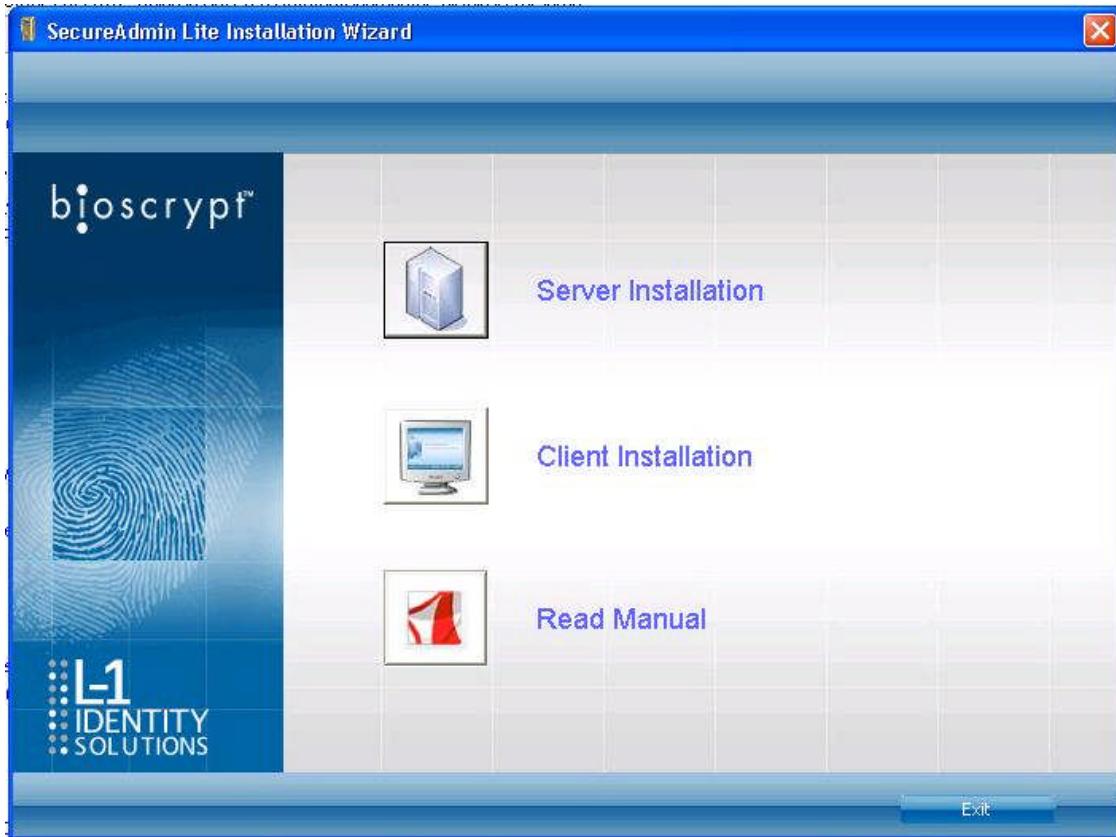 SecureAdmin Lite Installation Wizard
bioscrypt™
Server Installation
Client Installation
Read Manual
L-1
IDENTITY
SOLUTIONS
Exit